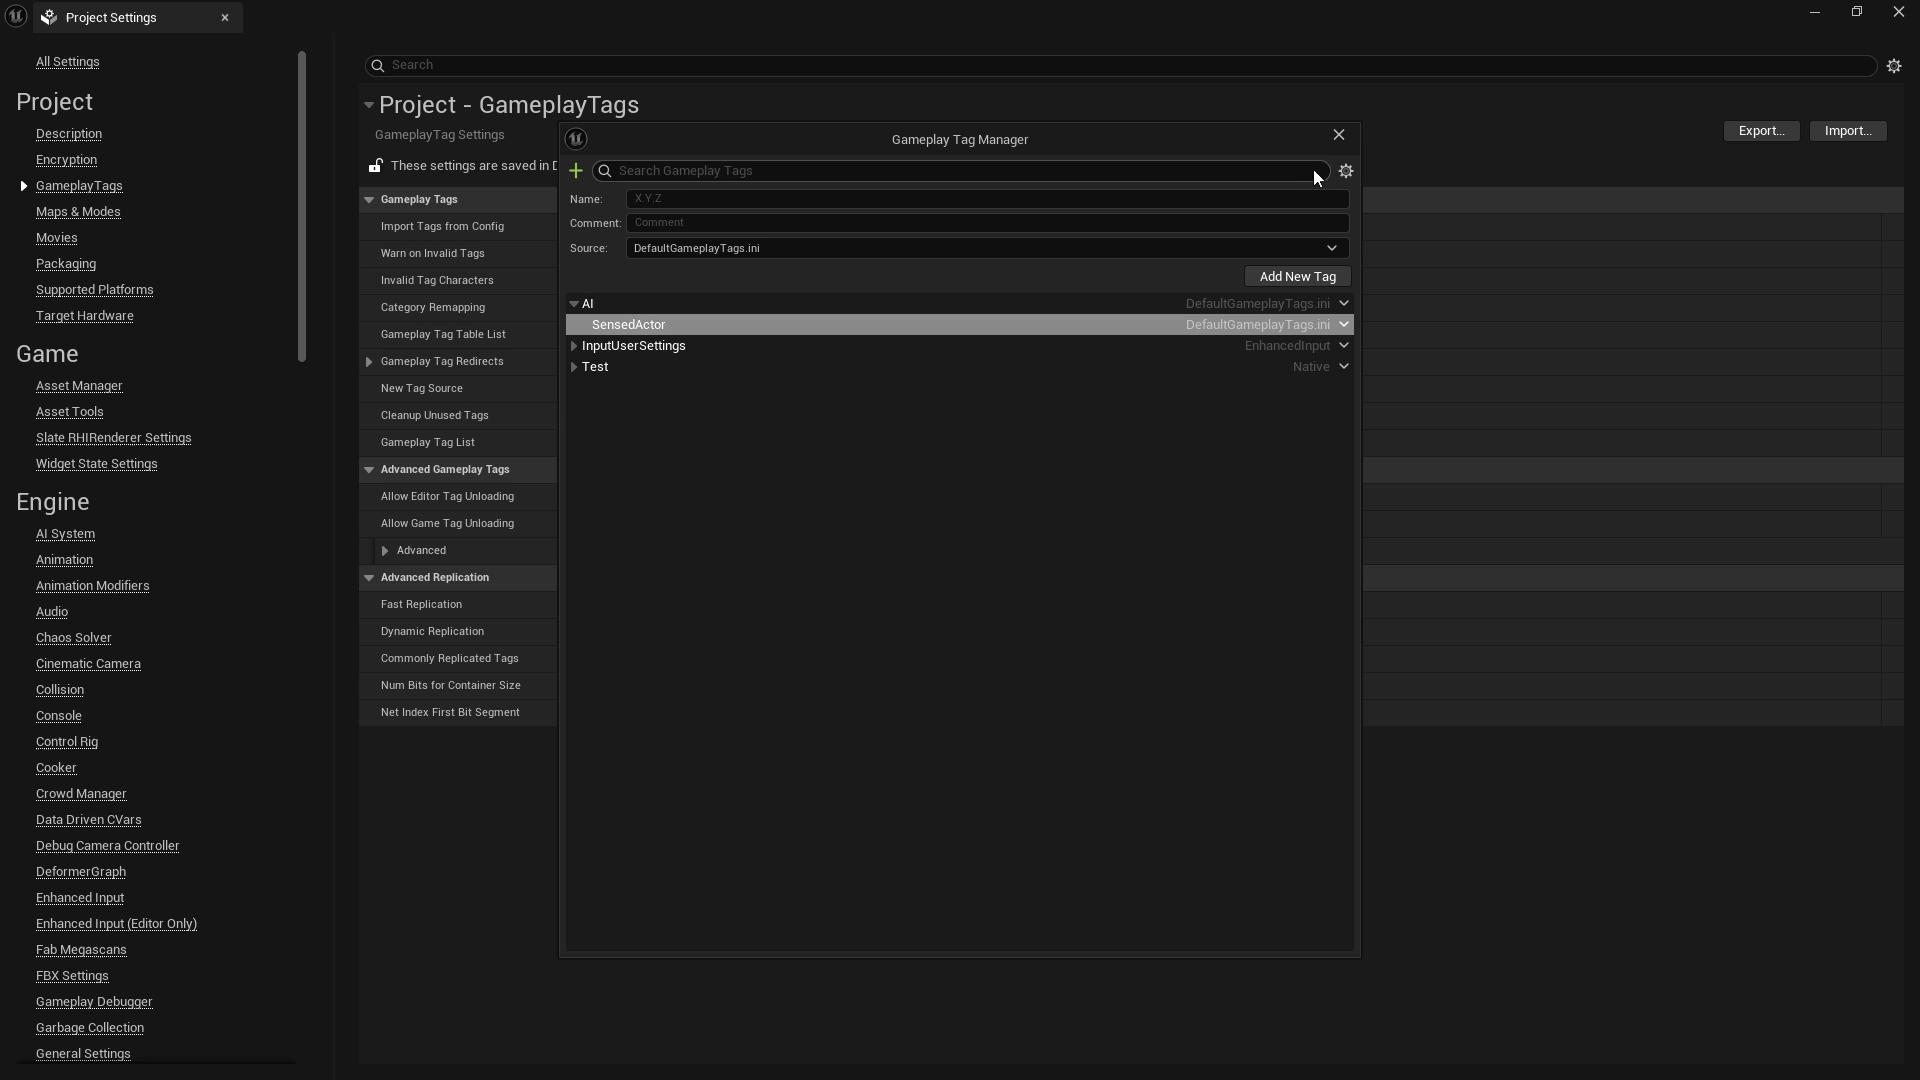 Project Settings
All Settings
Project
Description
Encryption
GameplayTags
Maps & Modes
Movies
Packaging
Supported Platforms
Target Hardware
Game
Asset Manager
Asset Tools
Slate RHIRenderer Settings
Widget State Settings
Engine
AI System
Animation
Animation Modifiers
Audio
Chaos Solver
Cinematic Camera
Collision
Console
Control Rig
Cooker
Crowd Manager
Data Driven CVars
Debug Camera Controller
DeformerGraph
Enhanced Input
Enhanced Input (Editor Only)
Fab Megascans
FBX Settings
Gameplay Debugger
Garbage Collection
General Settings
Search
Project - GameplayTags
GameplayTag Settings
Export...
Import...
These settings are saved in D
Gameplay Tags
Import Tags from Config
Warn on Invalid Tags
Invalid Tag Characters
Category Remapping
Gameplay Tag Table List
Gameplay Tag Redirects
New Tag Source
Cleanup Unused Tags
Gameplay Tag List
Advanced Gameplay Tags
Allow Editor Tag Unloading
Allow Game Tag Unloading
Advanced
Advanced Replication
Fast Replication
Dynamic Replication
Commonly Replicated Tags
Num Bits for Container Size
Net Index First Bit Segment
Gameplay Tag Manager
Search Gameplay Tags
Name: X.Y.Z
Comment: Comment
Source: DefaultGameplayTags.ini
Add New Tag
AI DefaultGameplayTags.ini
SensedActor DefaultGameplayTags.ini
InputUserSettings EnhancedInput
Test Native